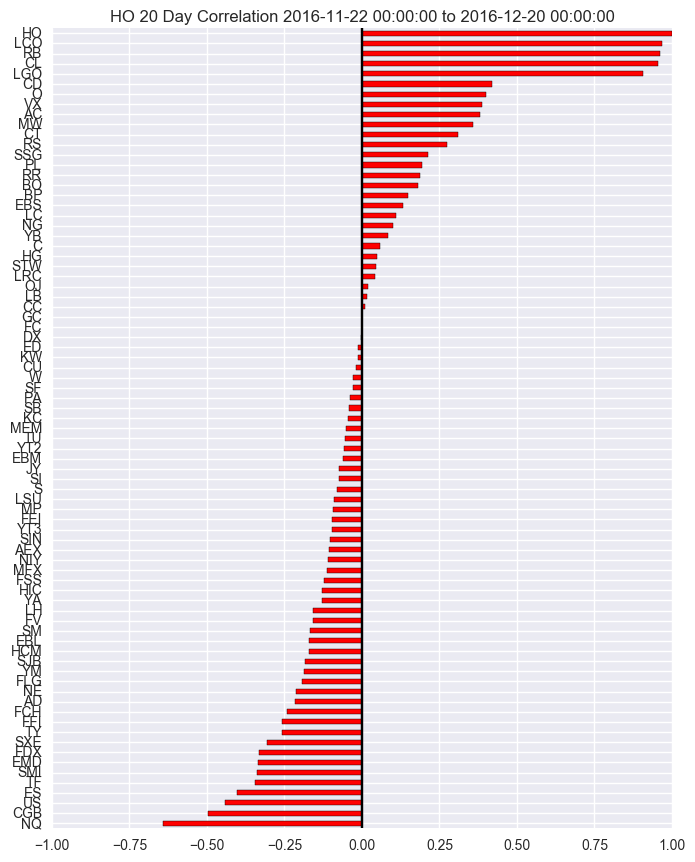 HO 20 Day Correlation 2016-11-22 00:00:00 to 2016-12-20 00:00:00
HO
LCO
RB
CL
LGO
CD
O
VX
AC
MW
CT
RS
SSG
PL
RR
BO
BP
EBS
LC
NG
YB
C
HG
STW
LRC
OJ
LB
CC
GC
FC
DX
ED
KW
CU
W
SF
PA
SB
KC
MEM
TU
YT2
EBM
JY
SI
S
LSU
MP
FEI
YT3
SIN
AEX
NIY
MFX
FSS
HIC
YA
LH
FV
SM
EBL
HCM
SJB
YM
FLG
NE
AD
FCH
FFI
TY
SXE
FDX
EMD
SMI
TF
ES
US
CGB
NQ
−1.00 −0.75 −0.50 −0.25 0.00 0.25 0.50 0.75 1.00